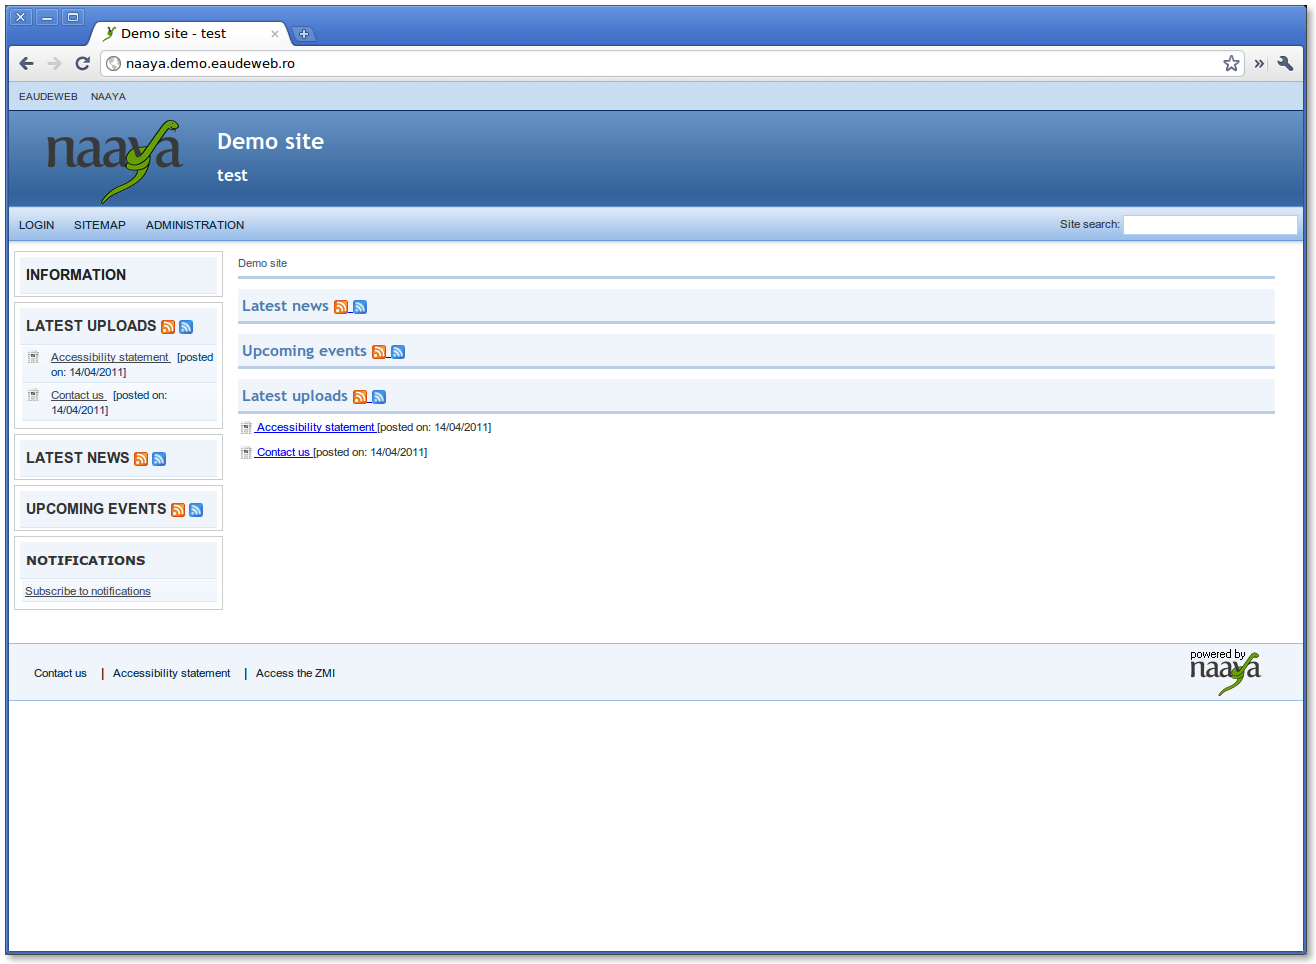 Demo site - test
naaya.demo.eaudeweb.ro
EAUDEWEB NAAYA
naaya
Demo site
test
LOGIN SITEMAP ADMINISTRATION
Site search:
INFORMATION
LATEST UPLOADS
Accessibility statement [posted
on: 14/04/2011]
Contact us [posted on:
14/04/2011]
LATEST NEWS
UPCOMING EVENTS
NOTIFICATIONS
Subscribe to notifications
Demo site
Latest news
Upcoming events
Latest uploads
Accessibility statement [posted on: 14/04/2011]
Contact us [posted on: 14/04/2011]
Contact us | Accessibility statement | Access the ZMI
powered by
naaya